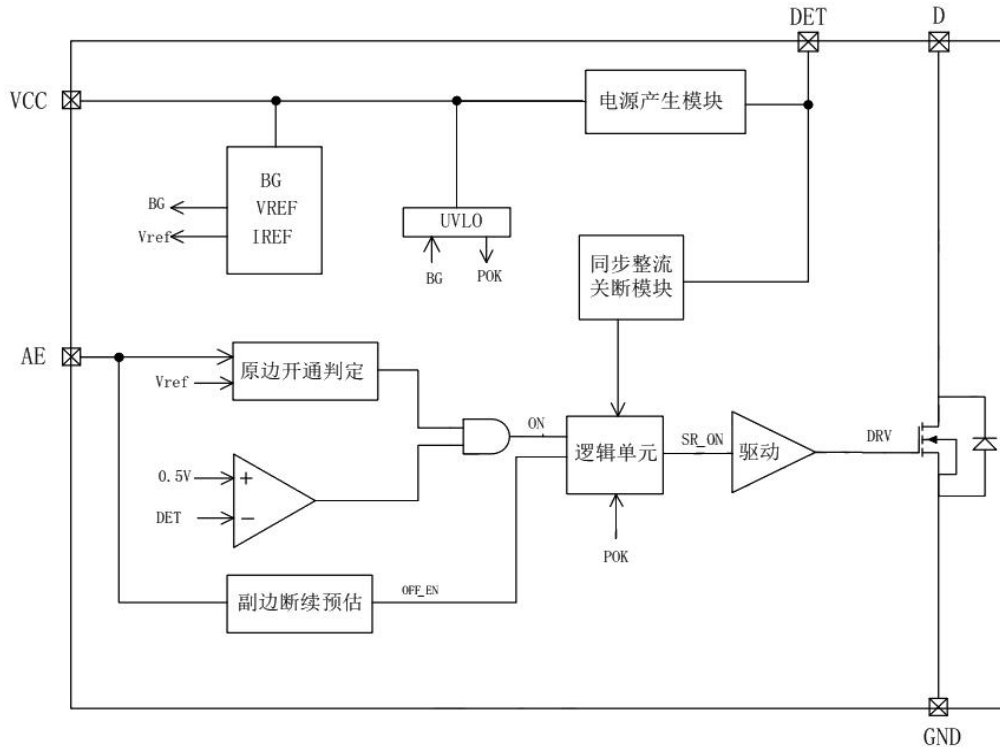 DET
D
VCC
电源产生模块
BG
VREF
IREF
BG
Vref
UVLO
BG
POK
同步整流
关断模块
AE
Vref
原边开通判定
ON
逻辑单元
SR_ON
驱动
DRV
0.5V
+
DET
−
POK
副边断续预估
OFF_EN
GND